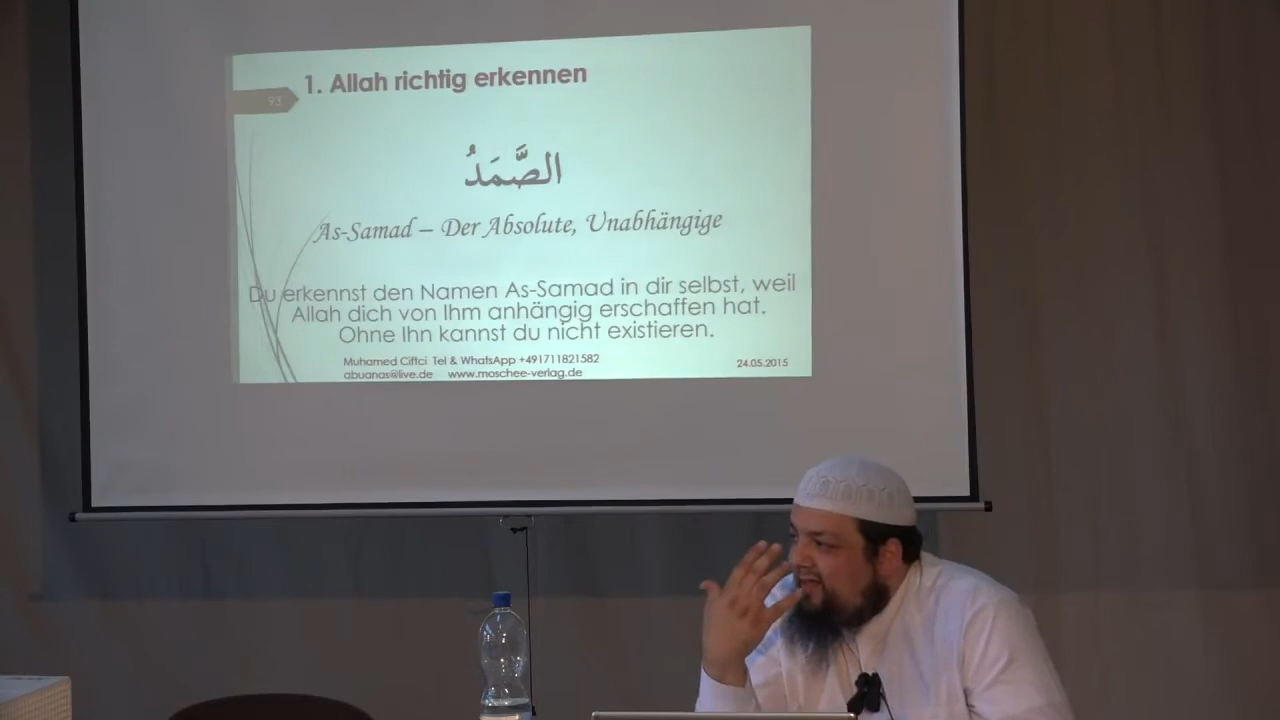 1. Allah richtig erkennen
93
الصَّمَدُ
As-Samad – Der Absolute, Unabhängige
Du erkennst den Namen As-Samad in dir selbst, weil
Allah dich von Ihm anhängig erschaffen hat.
Ohne Ihn kannst du nicht existieren.
Muhamed Ciftci Tel & WhatsApp +491711821582
abuanas@live.de www.moschee-verlag.de
24.05.2015